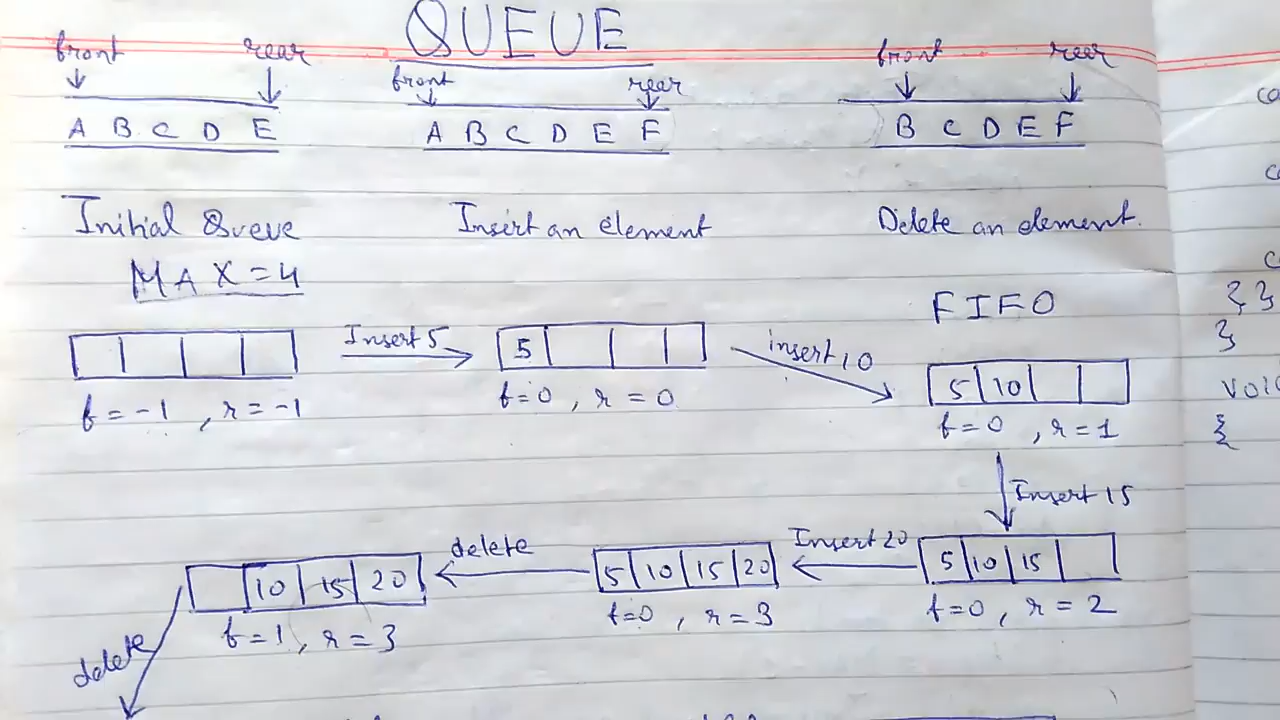 QUEUE
front rear
front rear
front rear
A B C D E
A B C D E F
B C D E F
Initial Queue
Insert an element
Delete an element.
MAX=4
FIFO
Insert 5
5
insert 10
5 10
f=-1, r=-1
f=0, r=0
f=0, r=1
Insert 15
5 10 15
f=0, r=2
Insert 20
5 10 15 20
f=0, r=3
delete
10 15 20
f=1, r=3
delete
}}
}
{